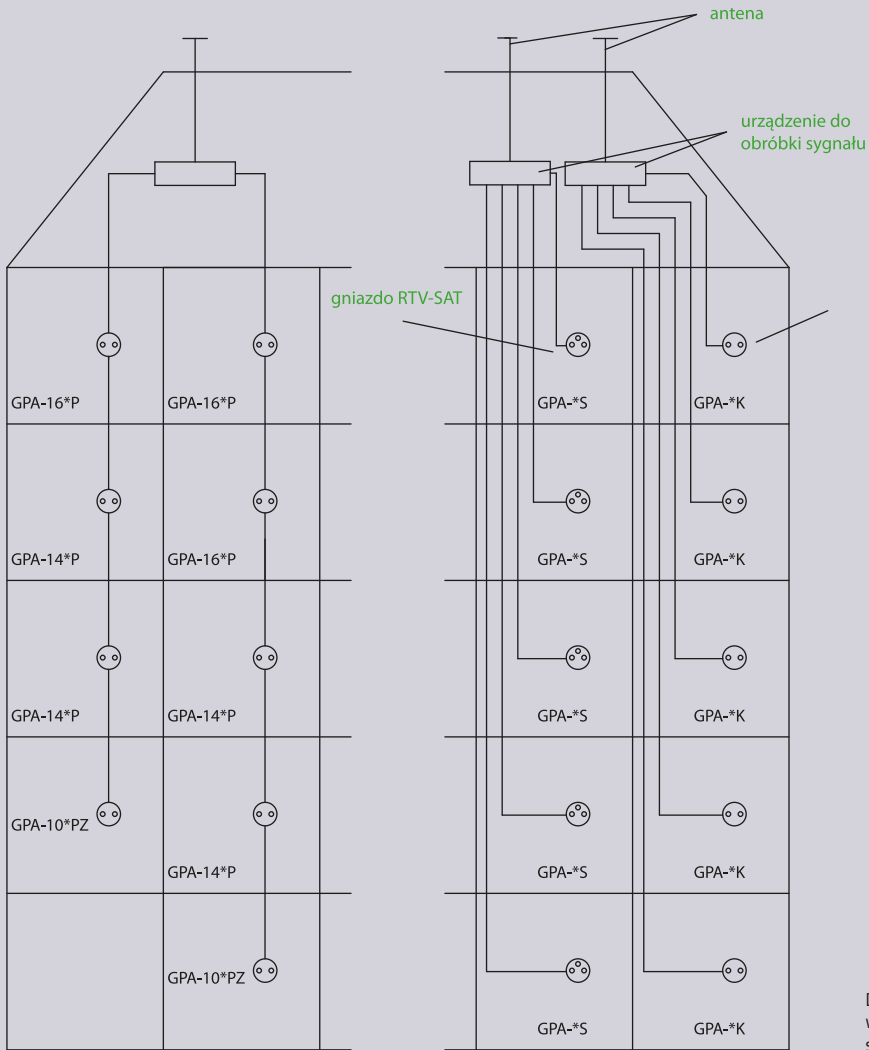 antena
urządzenie do
obróbki sygnału
gniazdo RTV-SAT
GPA-16*P
GPA-16*P
GPA-*S
GPA-*K
GPA-14*P
GPA-16*P
GPA-*S
GPA-*K
GPA-14*P
GPA-14*P
GPA-*S
GPA-*K
GPA-10*PZ
GPA-14*P
GPA-*S
GPA-*K
GPA-10*PZ
GPA-*S
GPA-*K